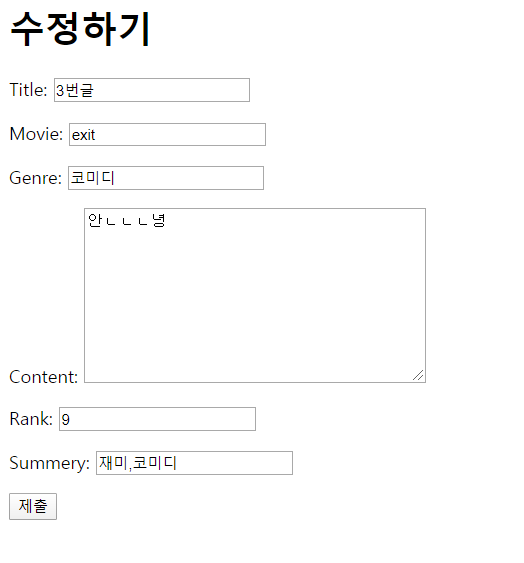 수정하기
Title: 3번글
Movie: exit
Genre: 코미디
안ㄴㄴㄴ녕
Content:
Rank: 9
Summery: 재미,코미디
제출